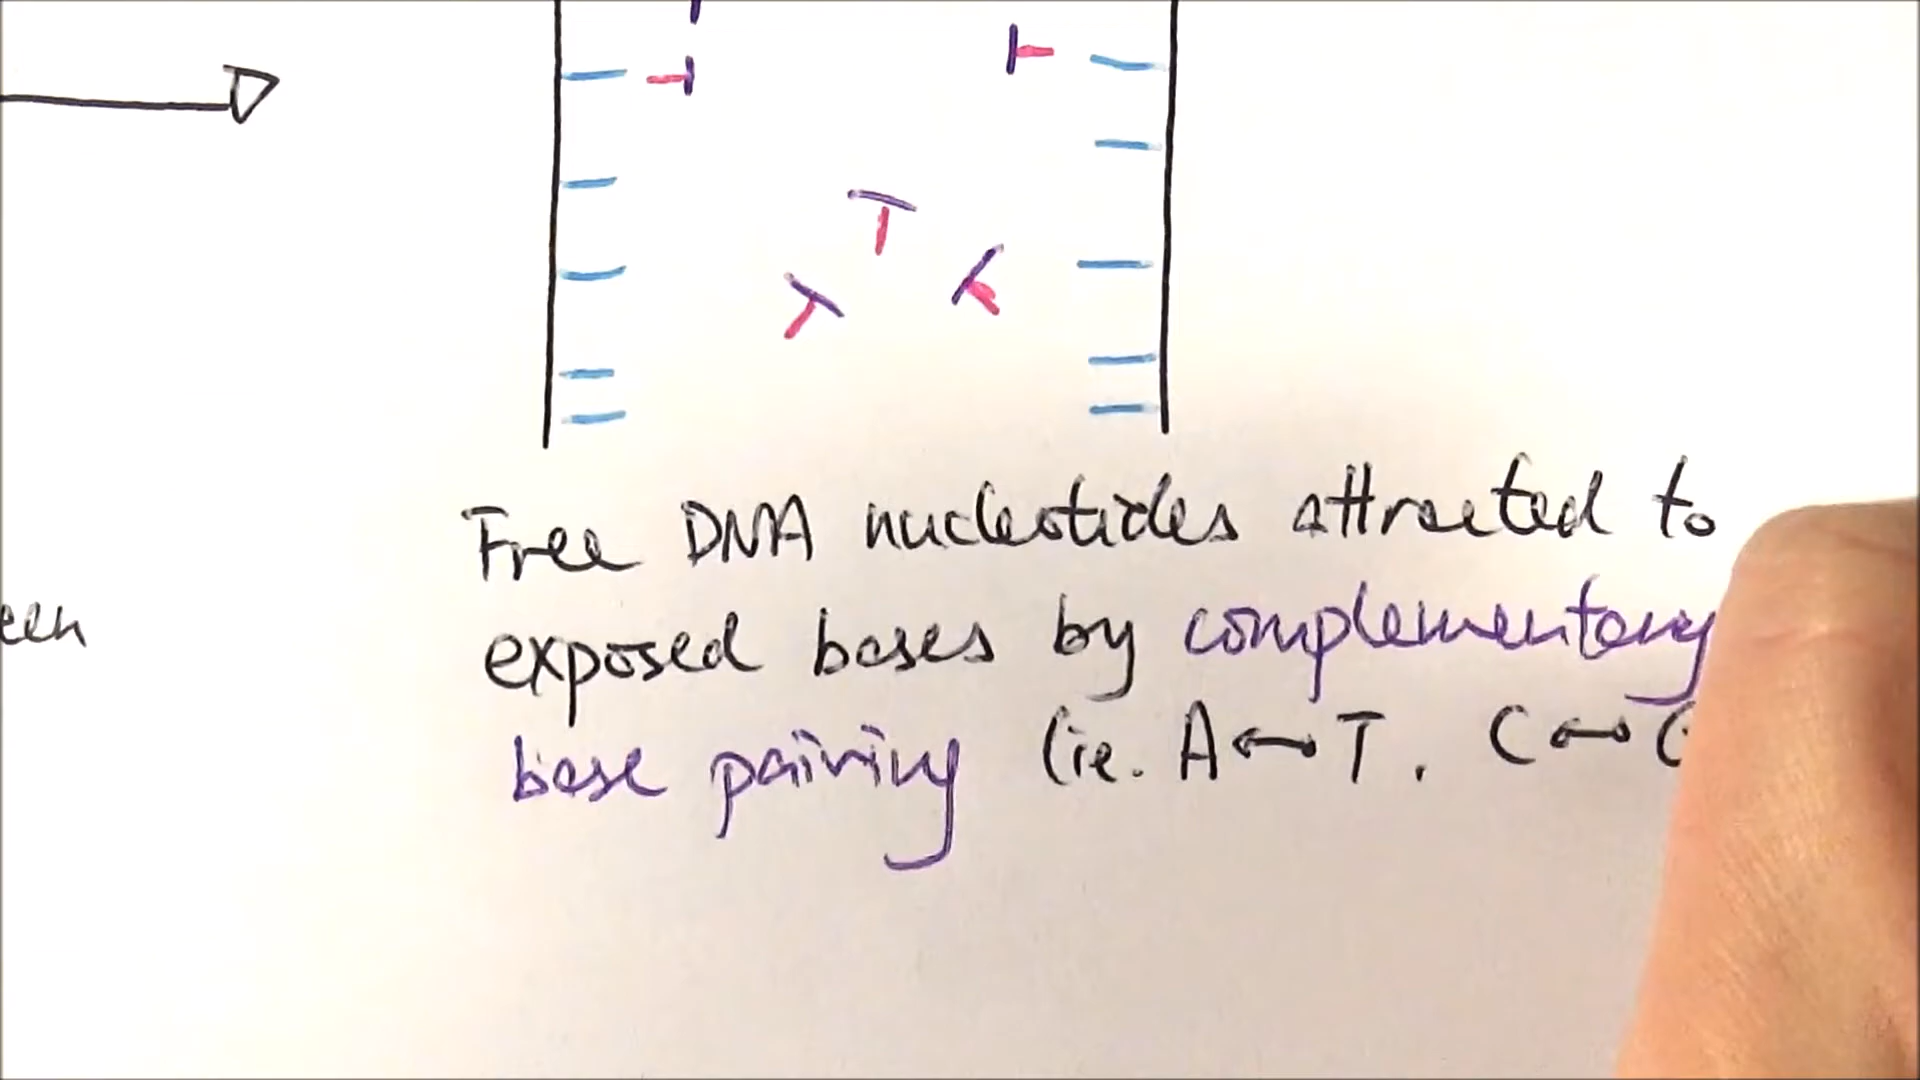 Free DNA nucleotides attracted to
exposed bases by complementary
base pairing (ie. A↔T, C↔